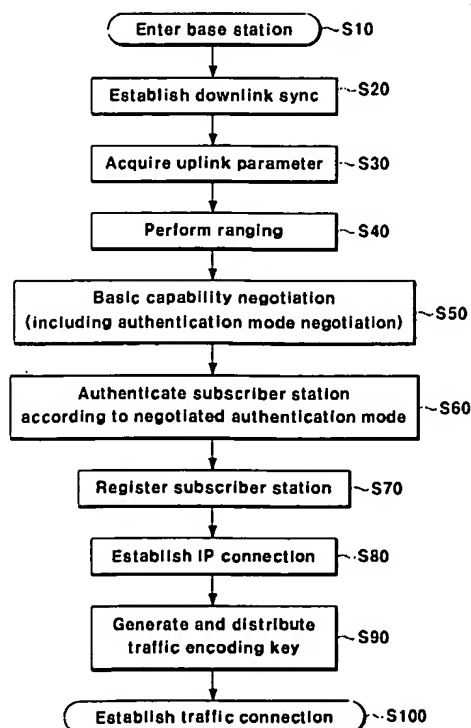 Enter base station ~S10
Establish downlink sync ~S20
Acquire uplink parameter ~S30
Perform ranging ~S40
Basic capability negotiation
(including authentication mode negotiation) ~S50
Authenticate subscriber station
according to negotiated authentication mode ~S60
Register subscriber station ~S70
Establish IP connection ~S80
Generate and distribute
traffic encoding key ~S90
Establish traffic connection ~S100